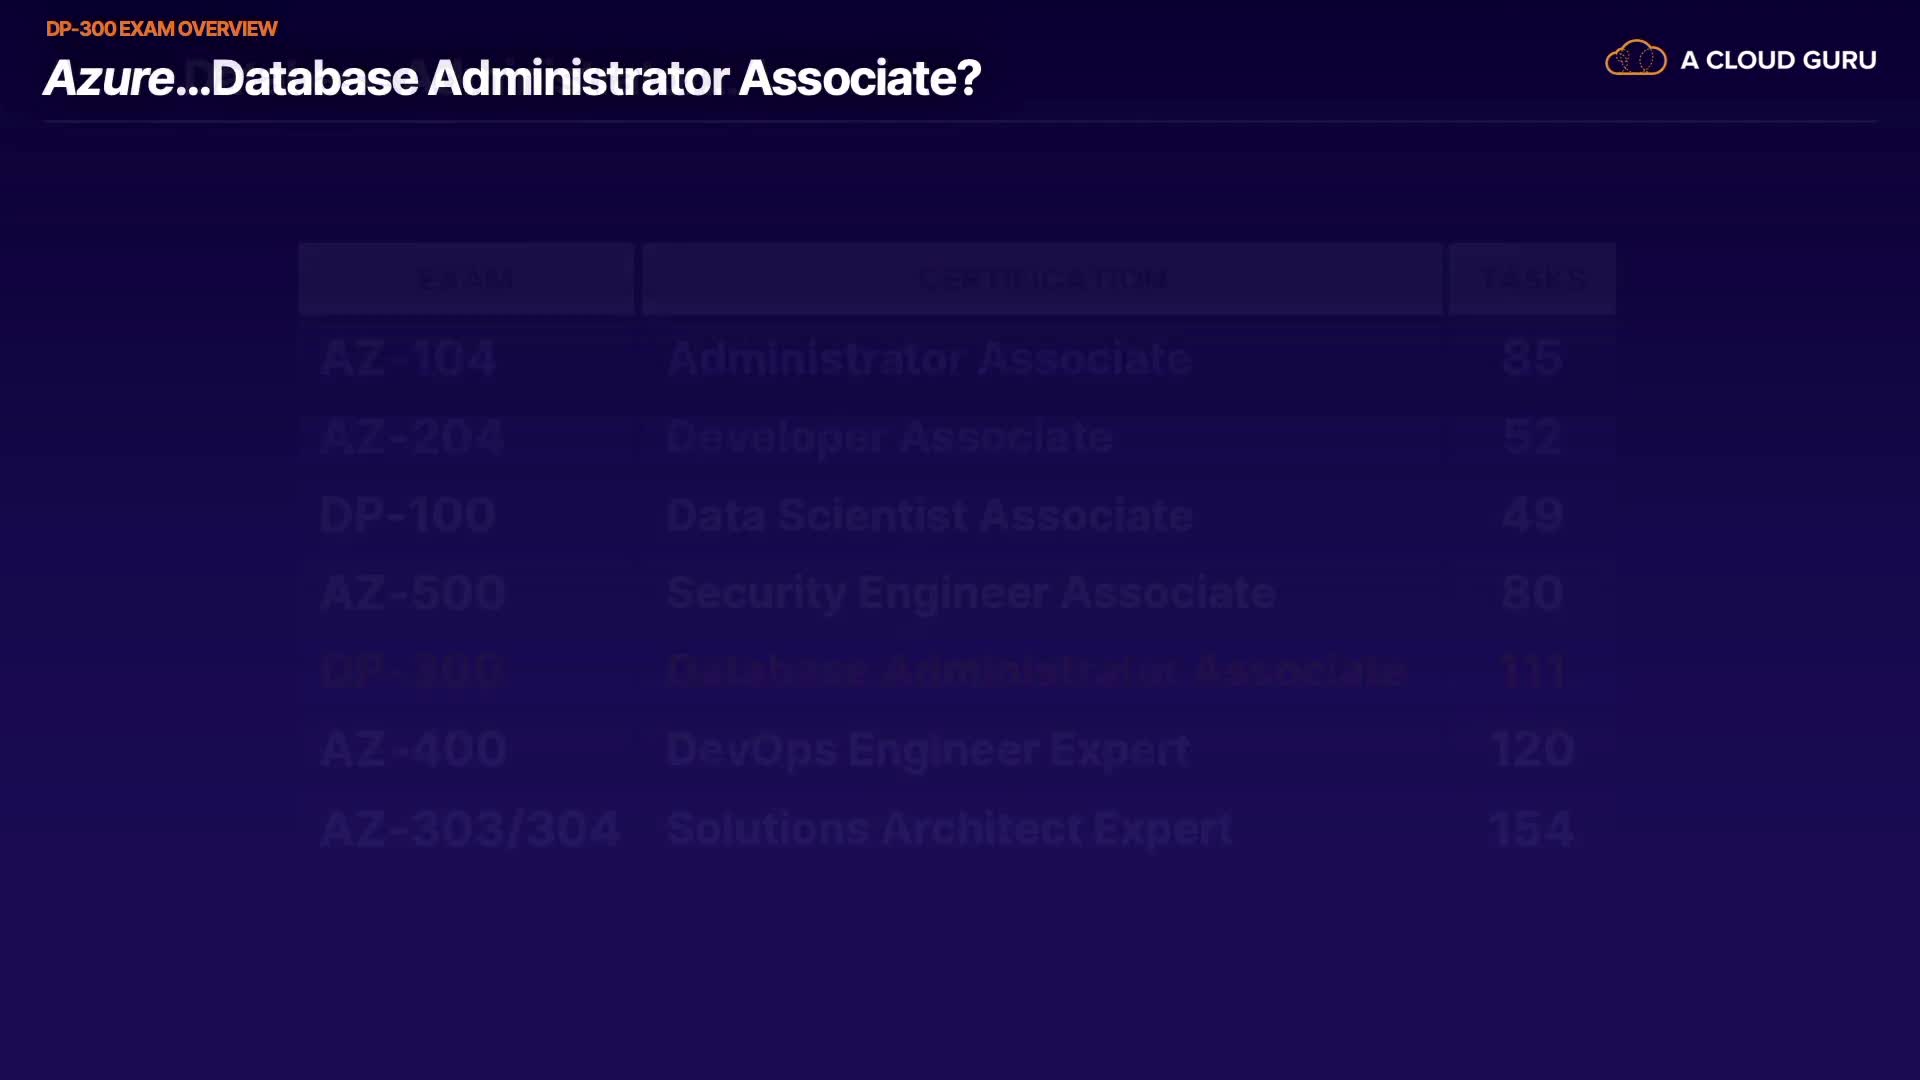 DP-300 EXAM OVERVIEW
Azure...Database Administrator Associate?
A CLOUD GURU
EXAM CERTIFICATION TASKS
AZ-104 Administrator Associate 85
AZ-204 Developer Associate 52
DP-100 Data Scientist Associate 49
AZ-500 Security Engineer Associate 80
DP-300 Database Administrator Associate 111
AZ-400 DevOps Engineer Expert 120
AZ-303/304 Solutions Architect Expert 154